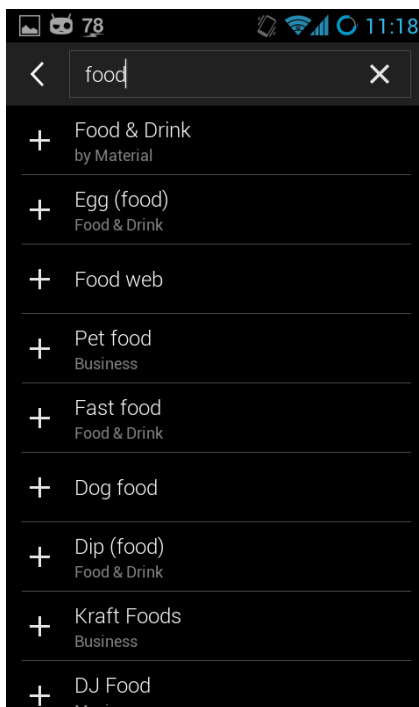 78
11:18
food
Food & Drink
by Material
Egg (food)
Food & Drink
Food web
Pet food
Business
Fast food
Food & Drink
Dog food
Dip (food)
Food & Drink
Kraft Foods
Business
DJ Food